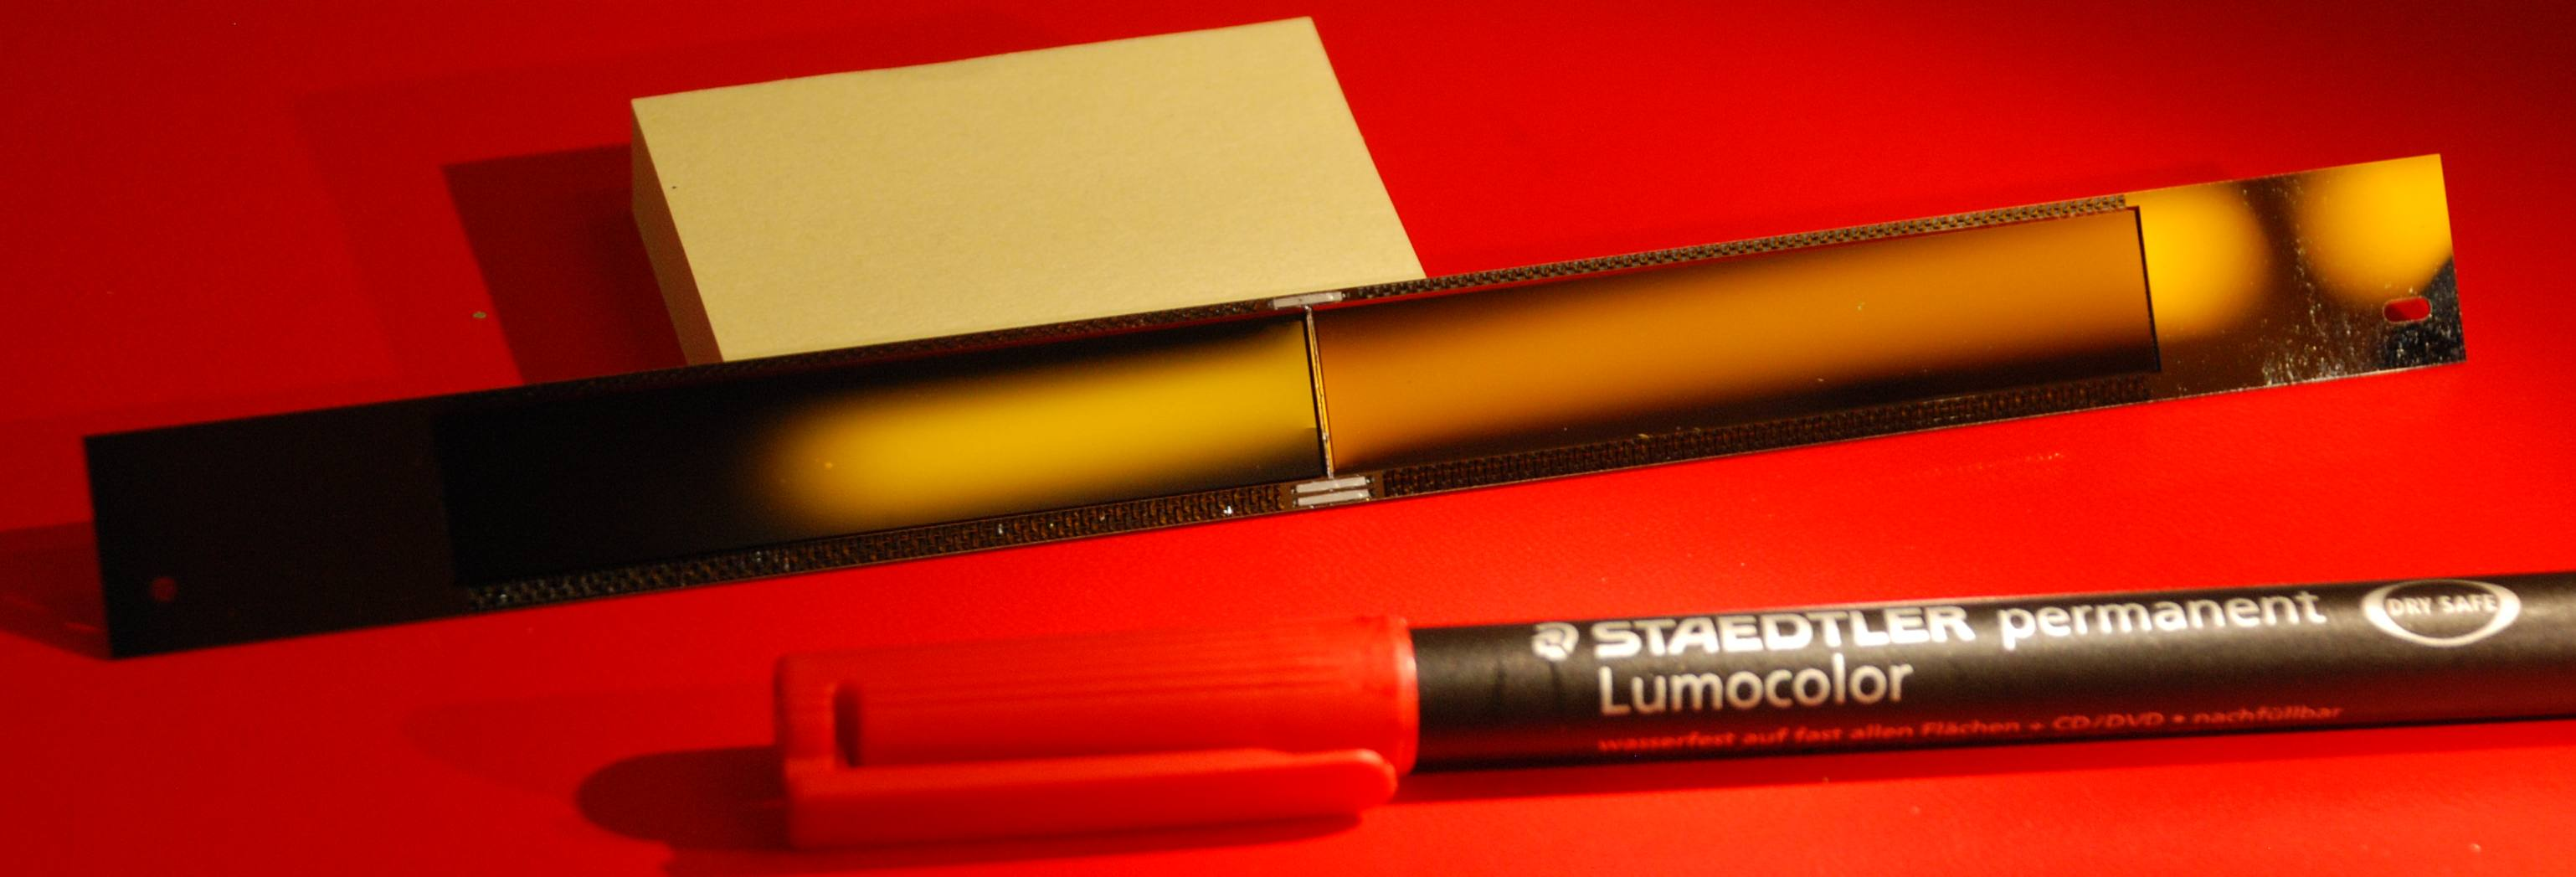 STAEDTLER permanent DRY SAFE
Lumocolor
wasserfest auf fast allen Flächen • CD/DVD • nachfüllbar